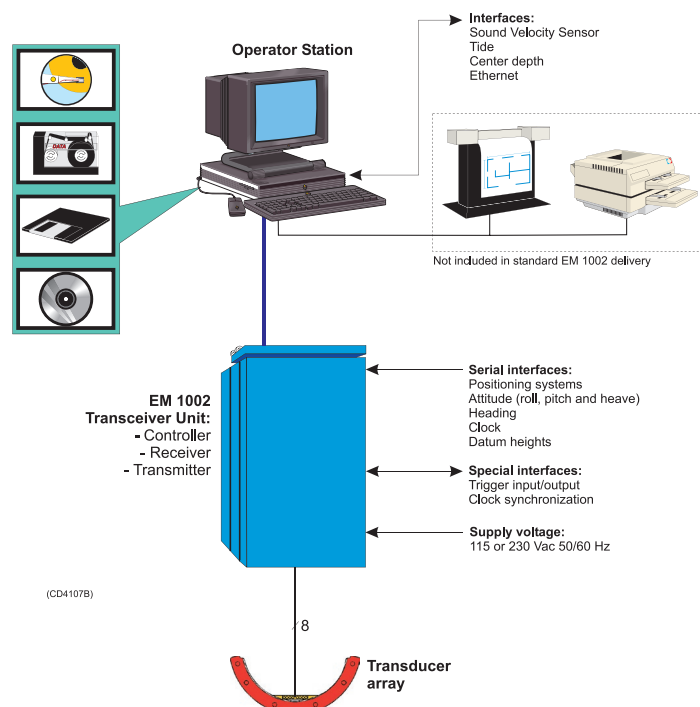 Operator Station
Interfaces:
Sound Velocity Sensor
Tide
Center depth
Ethernet
DATA
Not included in standard EM 1002 delivery
EM 1002
Transceiver Unit:
- Controller
- Receiver
- Transmitter
Serial interfaces:
Positioning systems
Attitude (roll, pitch and heave)
Heading
Clock
Datum heights
Special interfaces:
Trigger input/output
Clock synchronization
Supply voltage:
115 or 230 Vac 50/60 Hz
(CD4107B)
8
Transducer
array